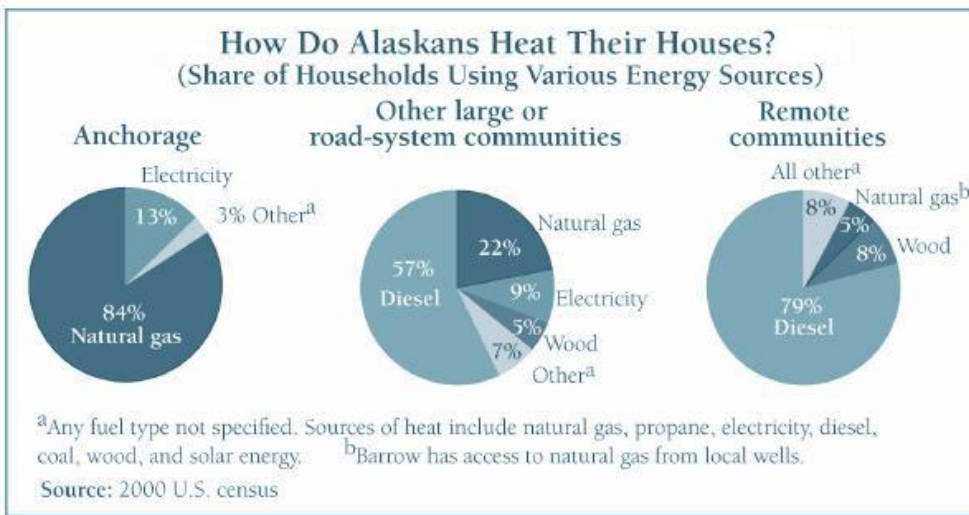 How Do Alaskans Heat Their Houses?
(Share of Households Using Various Energy Sources)
Anchorage
Electricity
13%
3% Otherᵃ
84%
Natural gas
Other large or
road-system communities
Natural gas
22%
57%
Diesel
9%
Electricity
5%
Wood
7%
Otherᵃ
Remote
communities
All otherᵃ
8%
Natural gasᵇ
5%
Wood
8%
79%
Diesel
ᵃAny fuel type not specified. Sources of heat include natural gas, propane, electricity, diesel,
coal, wood, and solar energy. ᵇBarrow has access to natural gas from local wells.
Source: 2000 U.S. census